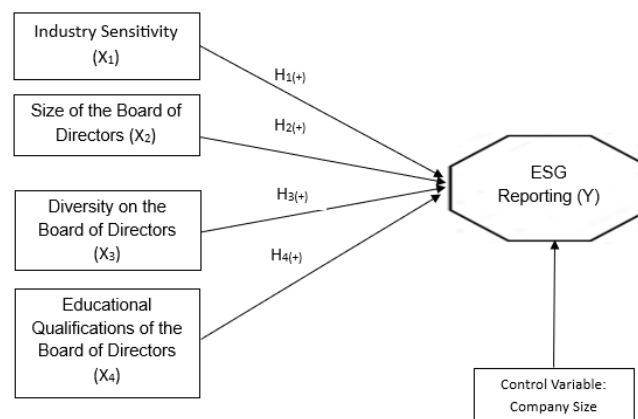 Industry Sensitivity
(X₁)
H₁₍₊₎
Size of the Board of
Directors (X₂)
H₂₍₊₎
Diversity on the
Board of Directors
(X₃)
H₃₍₊₎
Educational
Qualifications of the
Board of Directors
(X₄)
H₄₍₊₎
ESG
Reporting (Y)
Control Variable:
Company Size